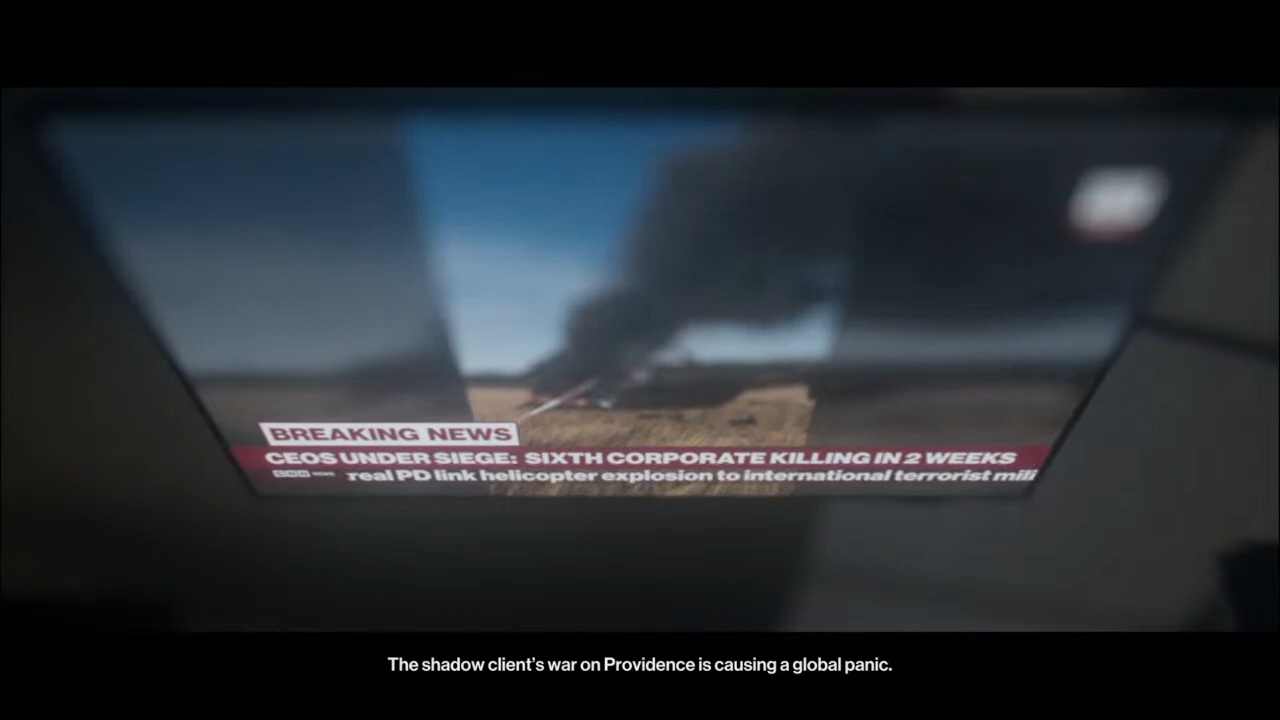 BREAKING NEWS
CEOS UNDER SIEGE: SIXTH CORPORATE KILLING IN 2 WEEKS
real PD link helicopter explosion to international terrorist mili
The shadow client's war on Providence is causing a global panic.